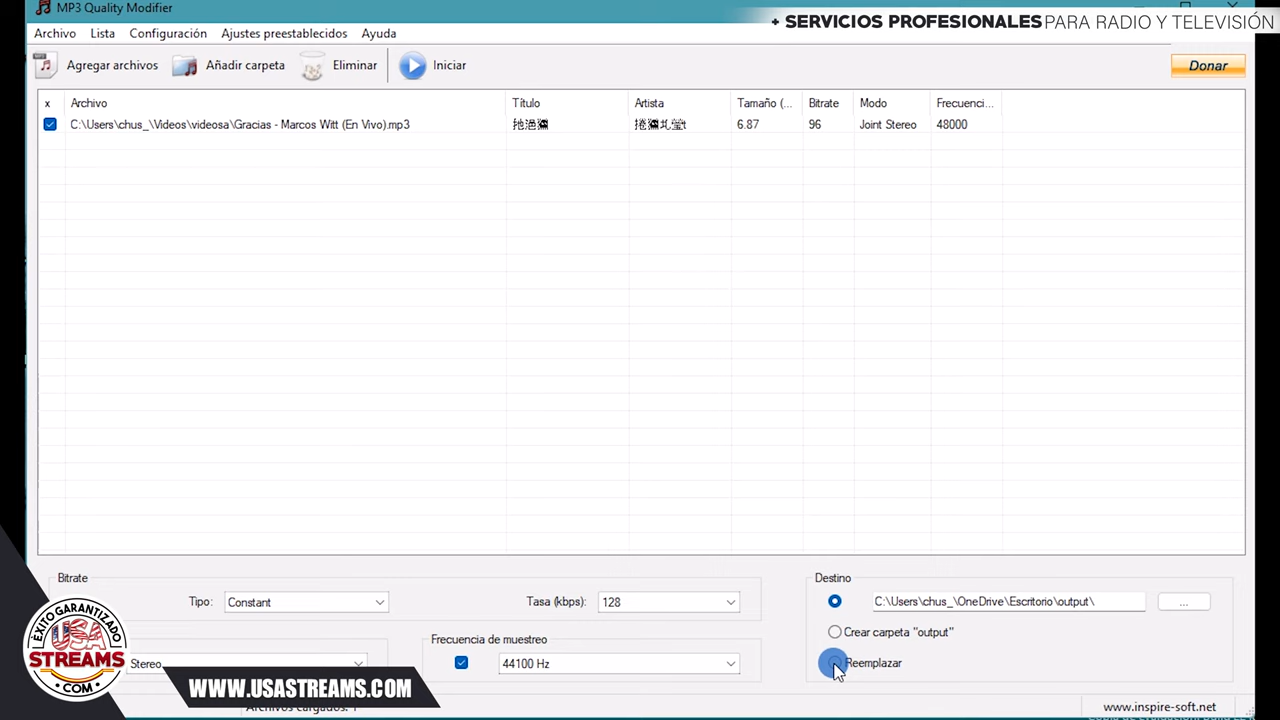 MP3 Quality Modifier
+ SERVICIOS PROFESIONALES PARA RADIO Y TELEVISIÓN
Archivo Lista Configuración Ajustes preestablecidos Ayuda
Agregar archivos Añadir carpeta Eliminar Iniciar Donar
x Archivo Título Artista Tamaño (... Bitrate Modo Frecuenci...
C:\Users\chus_\Videos\videosa\Gracias - Marcos Witt (En Vivo).mp3 6.87 96 Joint Stereo 48000
Bitrate
Tipo: Constant Tasa (kbps): 128
Destino
C:\Users\chus_\OneDrive\Escritorio\output\ ...
Crear carpeta "output"
Reemplazar
Stereo
Frecuencia de muestreo
44100 Hz
ÉXITO GARANTIZADO
USA
STREAMS
.COM
WWW.USASTREAMS.COM
Archivos cargados: 1
www.inspire-soft.net